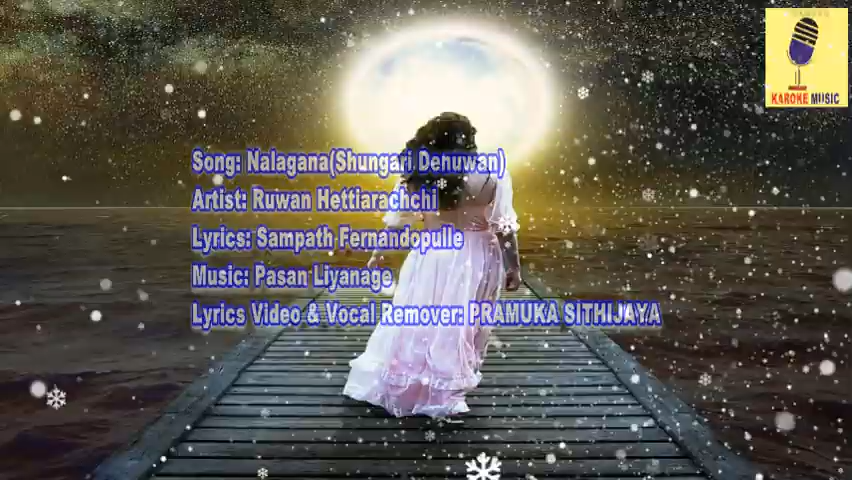 KAROKE MUSIC
Song: Nalagana(Shungari Denuwan)
Artist: Ruwan Hettiarachchi
Lyrics: Sampath Fernandopulle
Music: Pasan Liyanage
Lyrics Video & Vocal Remover: PRAMUKA SITHIJAYA